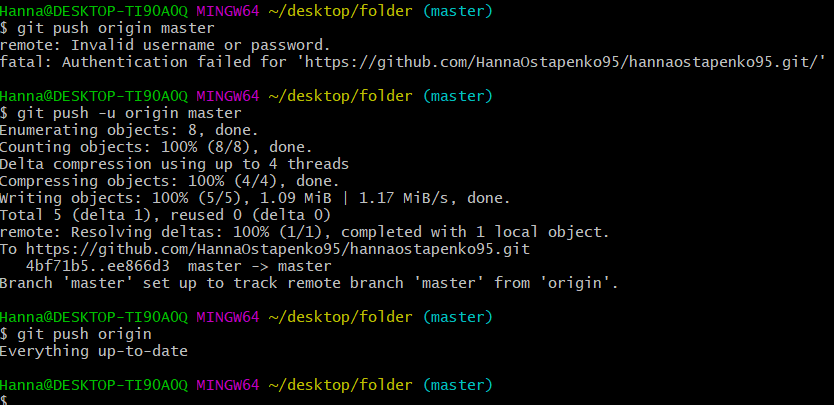 Hanna@DESKTOP-TI90A0Q MINGW64 ~/desktop/folder (master)
$ git push origin master
remote: Invalid username or password.
fatal: Authentication failed for 'https://github.com/HannaOstapenko95/hannaostapenko95.git/'
Hanna@DESKTOP-TI90A0Q MINGW64 ~/desktop/folder (master)
$ git push -u origin master
Enumerating objects: 8, done.
Counting objects: 100% (8/8), done.
Delta compression using up to 4 threads
Compressing objects: 100% (4/4), done.
Writing objects: 100% (5/5), 1.09 MiB | 1.17 MiB/s, done.
Total 5 (delta 1), reused 0 (delta 0)
remote: Resolving deltas: 100% (1/1), completed with 1 local object.
To https://github.com/HannaOstapenko95/hannaostapenko95.git
   4bf71b5..ee866d3  master -> master
Branch 'master' set up to track remote branch 'master' from 'origin'.
Hanna@DESKTOP-TI90A0Q MINGW64 ~/desktop/folder (master)
$ git push origin
Everything up-to-date
Hanna@DESKTOP-TI90A0Q MINGW64 ~/desktop/folder (master)
$